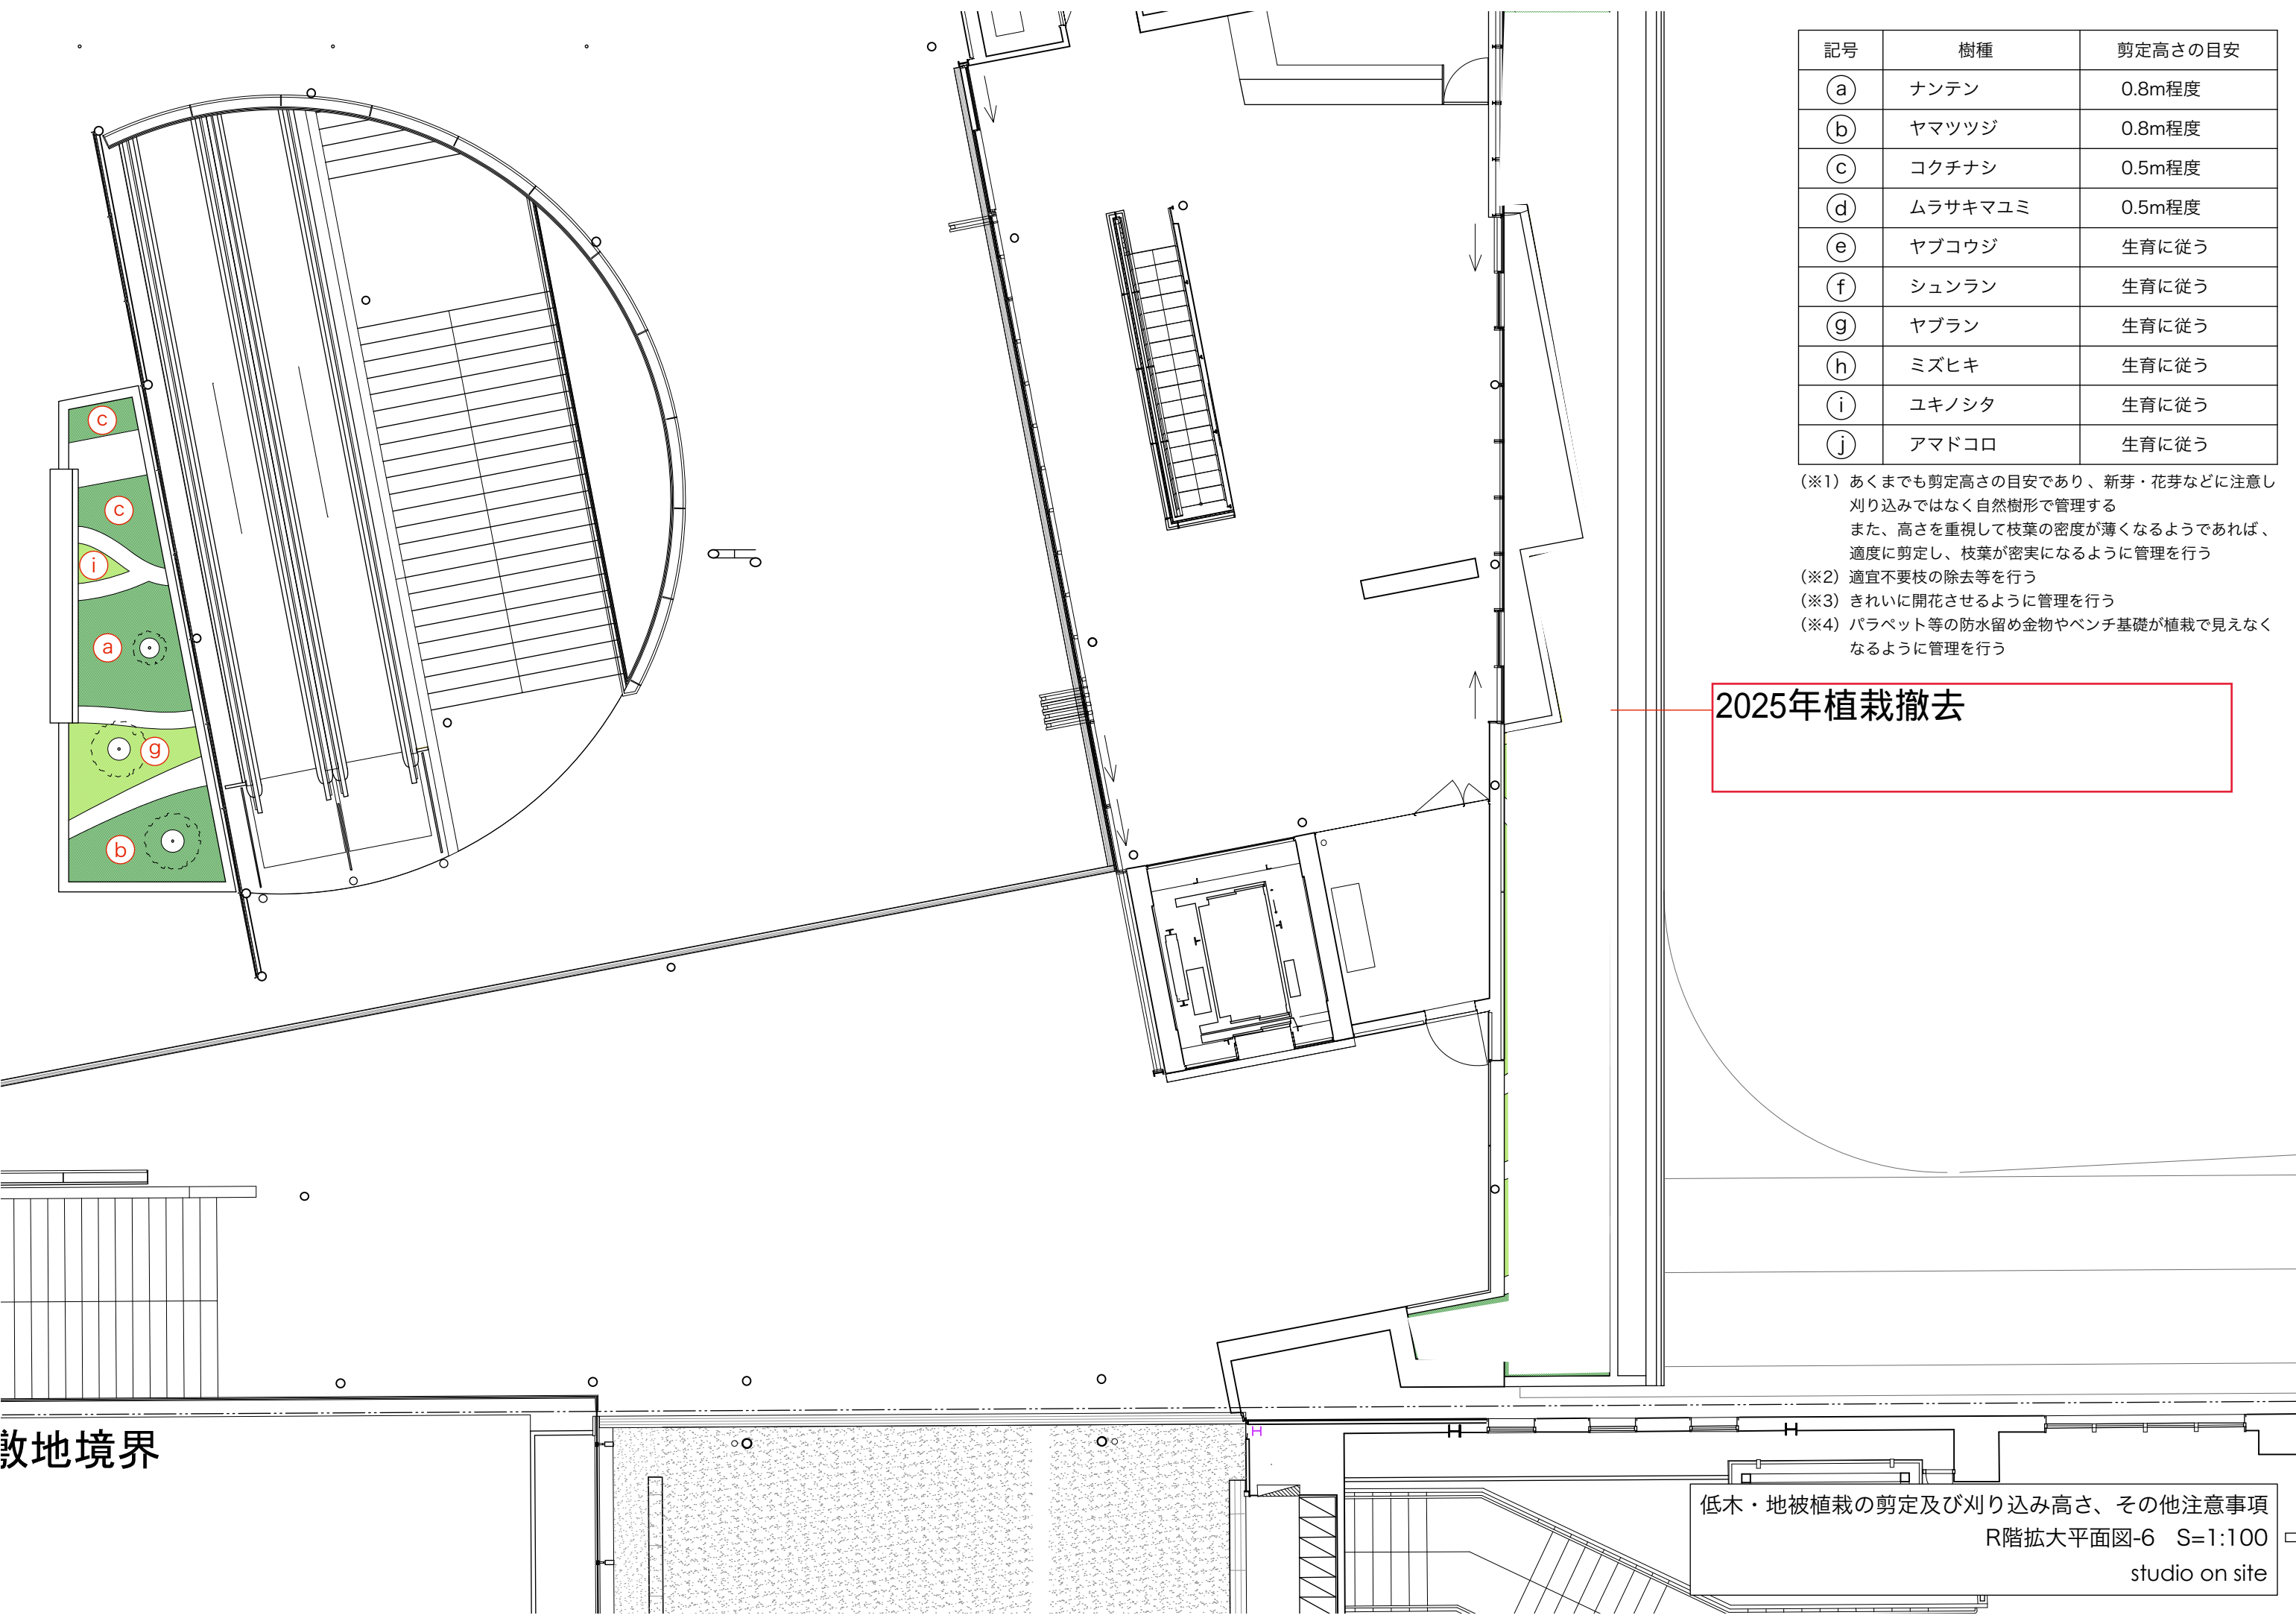 記号 樹種 剪定高さの目安
a ナンテン 0.8m程度
b ヤマツツジ 0.8m程度
c コクチナシ 0.5m程度
d ムラサキマユミ 0.5m程度
e ヤブコウジ 生育に従う
f シュンラン 生育に従う
g ヤブラン 生育に従う
h ミズヒキ 生育に従う
i ユキノシタ 生育に従う
j アマドコロ 生育に従う
(※1) あくまでも剪定高さの目安であり、新芽・花芽などに注意し
刈り込みではなく自然樹形で管理する
また、高さを重視して枝葉の密度が薄くなるようであれば、
適度に剪定し、枝葉が密実になるように管理を行う
(※2) 適宜不要枝の除去等を行う
(※3) きれいに開花させるように管理を行う
(※4) パラペット等の防水留め金物やベンチ基礎が植栽で見えなく
なるように管理を行う
2025年植栽撤去
c
c
i
a
g
b
敷地境界
低木・地被植栽の剪定及び刈り込み高さ、その他注意事項
R階拡大平面図-6 S=1:100
studio on site